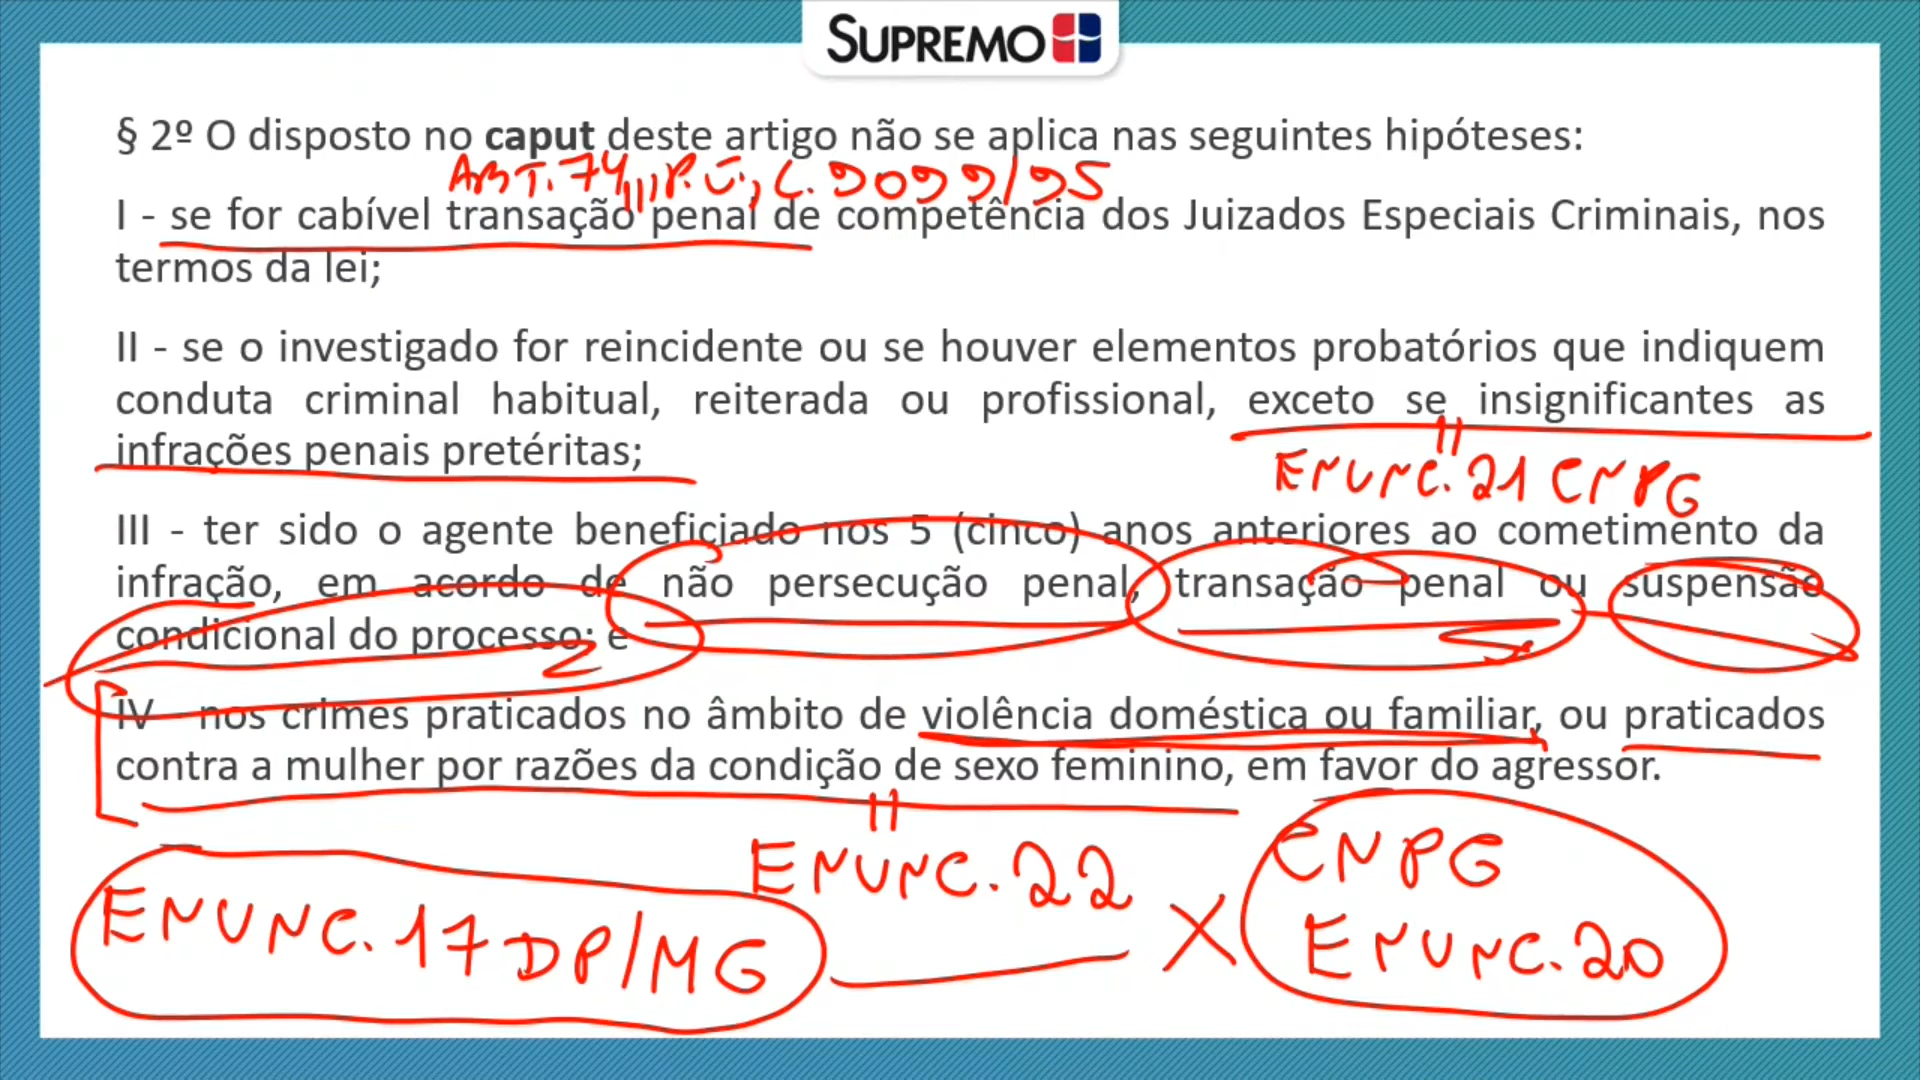 SUPREMO
§ 2º O disposto no caput deste artigo não se aplica nas seguintes hipóteses:
ART. 74, P.Ú., L. 9099/95
I - se for cabível transação penal de competência dos Juizados Especiais Criminais, nos
termos da lei;
II - se o investigado for reincidente ou se houver elementos probatórios que indiquem
conduta criminal habitual, reiterada ou profissional, exceto se insignificantes as
infrações penais pretéritas;
ENUNC. 21 CNPG
III - ter sido o agente beneficiado nos 5 (cinco) anos anteriores ao cometimento da
infração, em acordo de não persecução penal, transação penal ou suspensão
condicional do processo; e
IV - nos crimes praticados no âmbito de violência doméstica ou familiar, ou praticados
contra a mulher por razões da condição de sexo feminino, em favor do agressor.
ENUNC. 22 CNPG
ENUNC. 17 DP/MG X ENUNC. 20